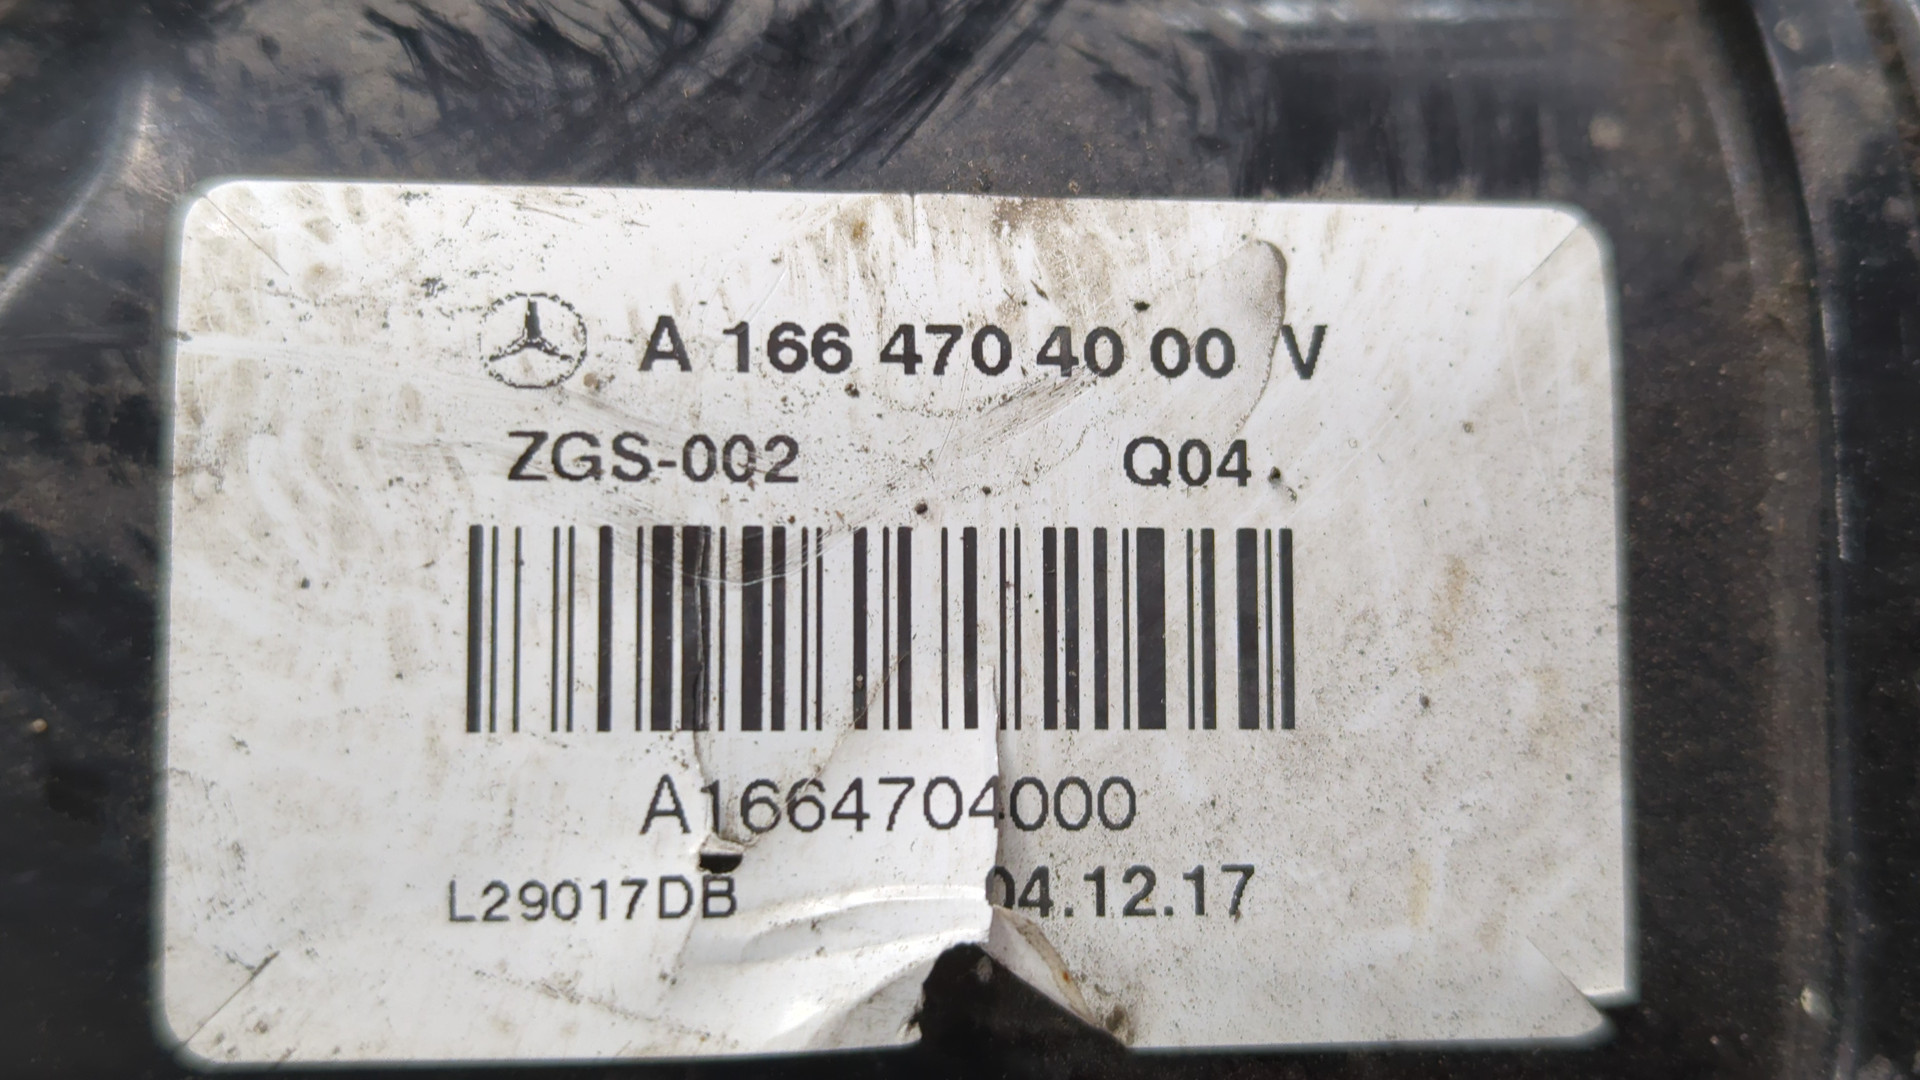 A 166 470 40 00 V
ZGS-002 Q04
A1664704000
L29017DB 04.12.17